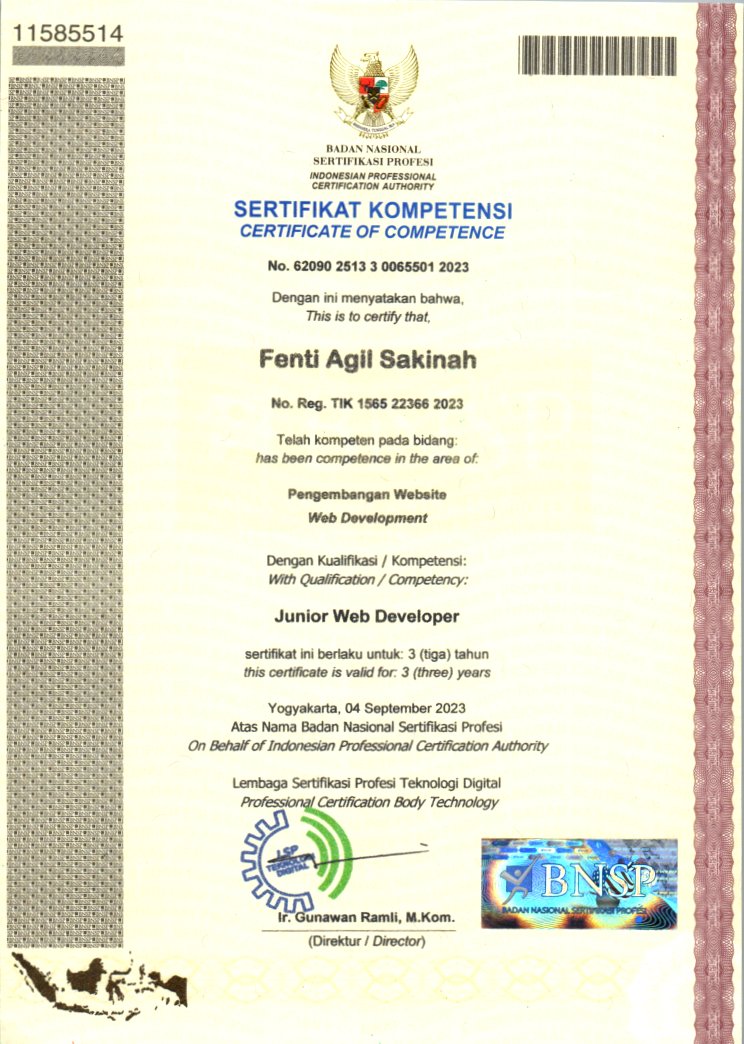 11585514
BADAN NASIONAL
SERTIFIKASI PROFESI
INDONESIAN PROFESSIONAL
CERTIFICATION AUTHORITY
SERTIFIKAT KOMPETENSI
CERTIFICATE OF COMPETENCE
No. 62090 2513 3 0065501 2023
Dengan ini menyatakan bahwa,
This is to certify that,
Fenti Agil Sakinah
No. Reg. TIK 1565 22366 2023
Telah kompeten pada bidang:
has been competence in the area of:
Pengembangan Website
Web Development
Dengan Kualifikasi / Kompetensi:
With Qualification / Competency:
Junior Web Developer
sertifikat ini berlaku untuk: 3 (tiga) tahun
this certificate is valid for: 3 (three) years
Yogyakarta, 04 September 2023
Atas Nama Badan Nasional Sertifikasi Profesi
On Behalf of Indonesian Professional Certification Authority
Lembaga Sertifikasi Profesi Teknologi Digital
Professional Certification Body Technology
LSP
TEKNOLOGI
DIGITAL
BNSP
BADAN NASIONAL SERTIFIKASI PROFESI
Ir. Gunawan Ramli, M.Kom.
(Direktur / Director)